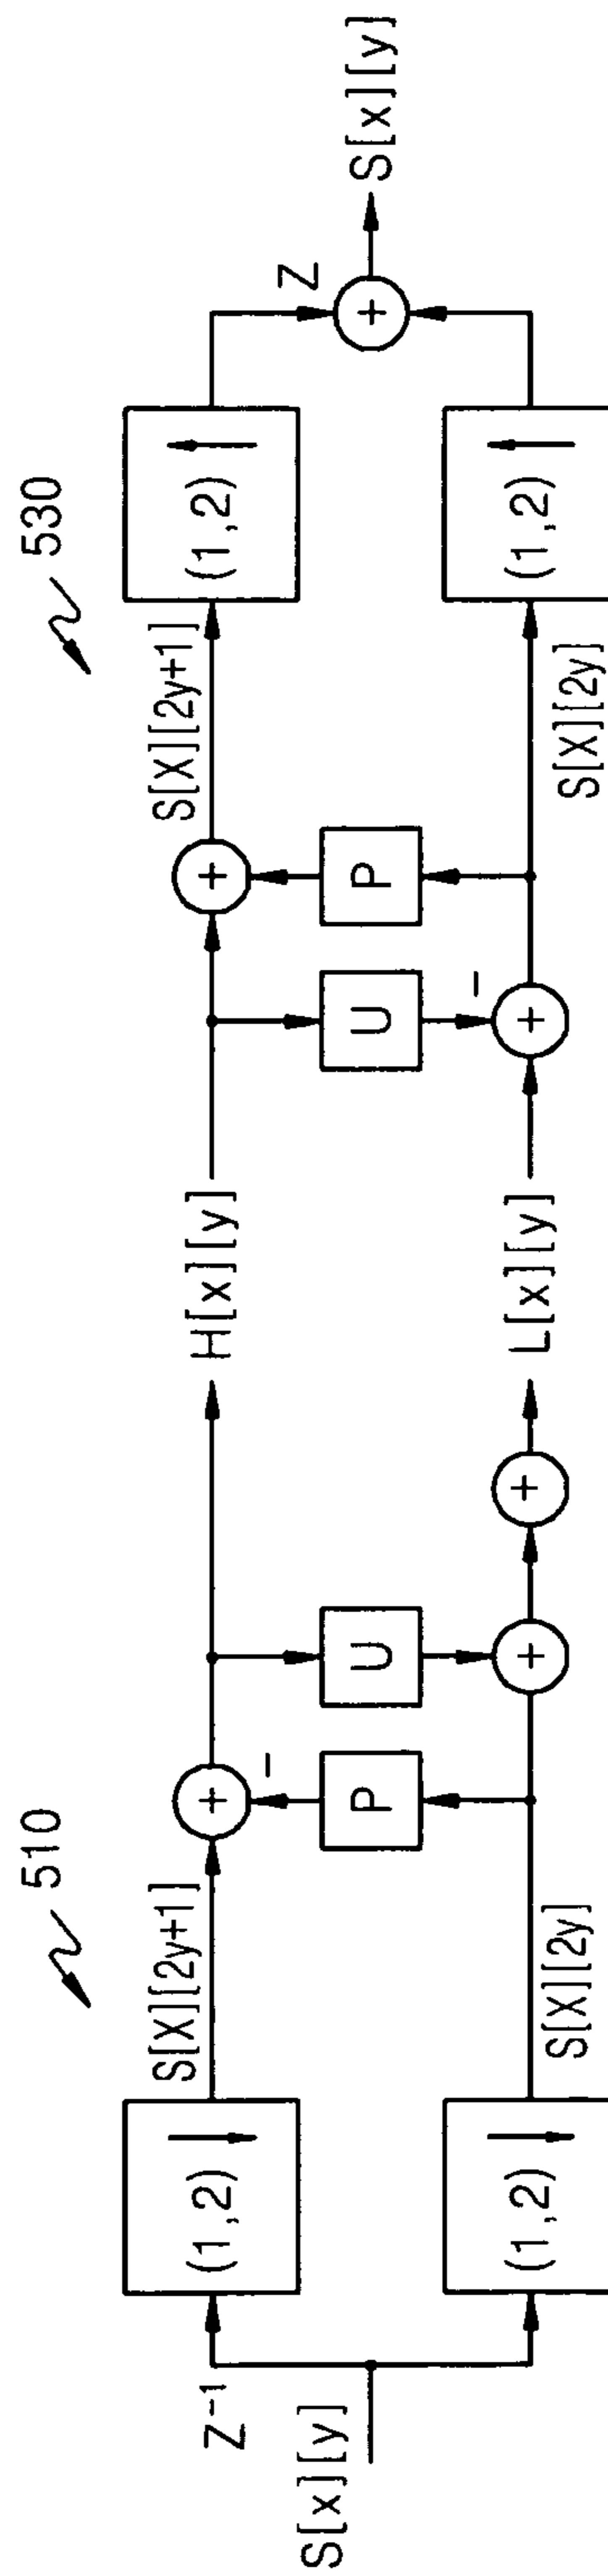 510
530
S[x][y]
Z⁻¹
(1,2) ↓
(1,2) ↓
S[X][2y+1]
S[X][2y]
+
-
P
U
+
+
H[x][y]
L[x][y]
U
-
+
P
+
S[X][2y+1]
S[X][2y]
(1,2) ↑
(1,2) ↑
Z
+
S[x][y]